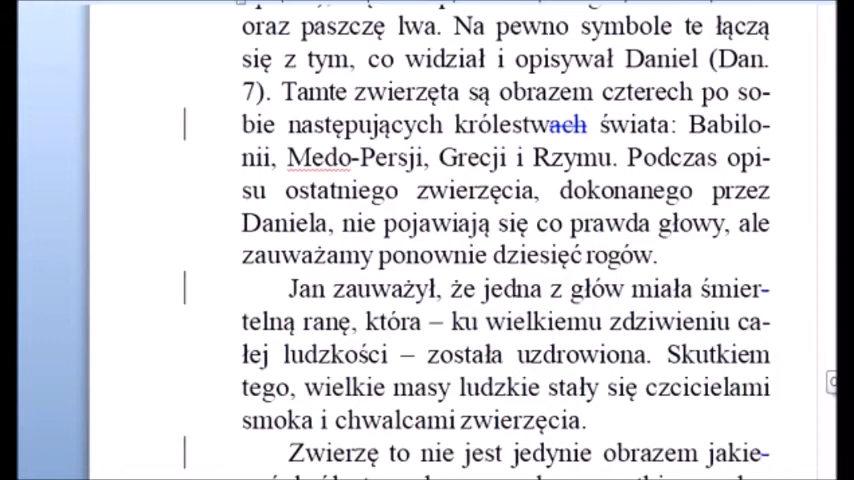 oraz paszczę lwa. Na pewno symbole te łączą
się z tym, co widział i opisywał Daniel (Dan.
7). Tamte zwierzęta są obrazem czterech po so-
bie następujących królestwach świata: Babilo-
nii, Medo-Persji, Grecji i Rzymu. Podczas opi-
su ostatniego zwierzęcia, dokonanego przez
Daniela, nie pojawiają się co prawda głowy, ale
zauważamy ponownie dziesięć rogów.
Jan zauważył, że jedna z głów miała śmier-
telną ranę, która – ku wielkiemu zdziwieniu ca-
łej ludzkości – została uzdrowiona. Skutkiem
tego, wielkie masy ludzkie stały się czcicielami
smoka i chwalcami zwierzęcia.
Zwierzę to nie jest jedynie obrazem jakie-